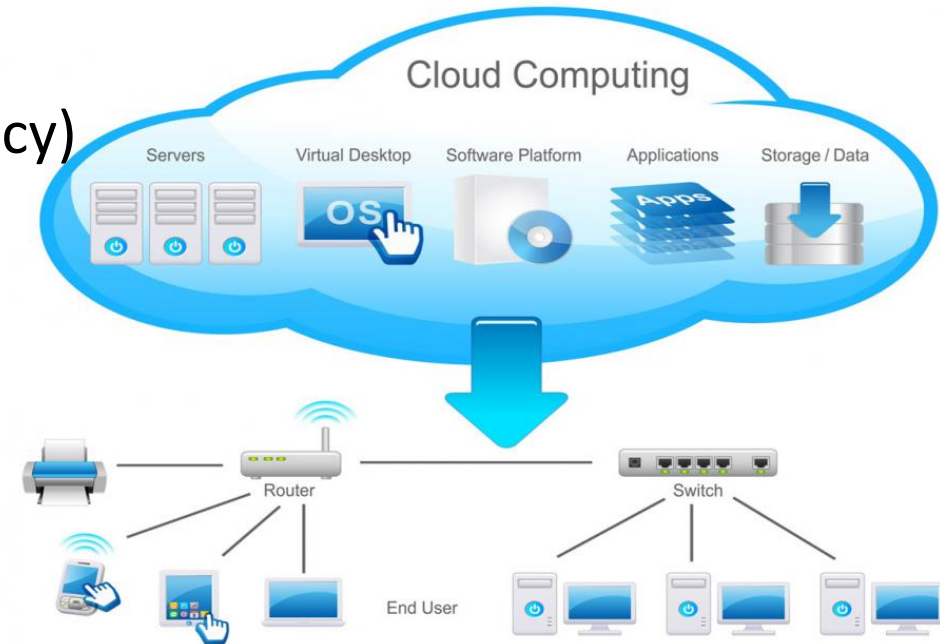 Cloud Computing
cy)
Servers Virtual Desktop Software Platform Applications Storage / Data
OS
Apps
Router
Switch
End User